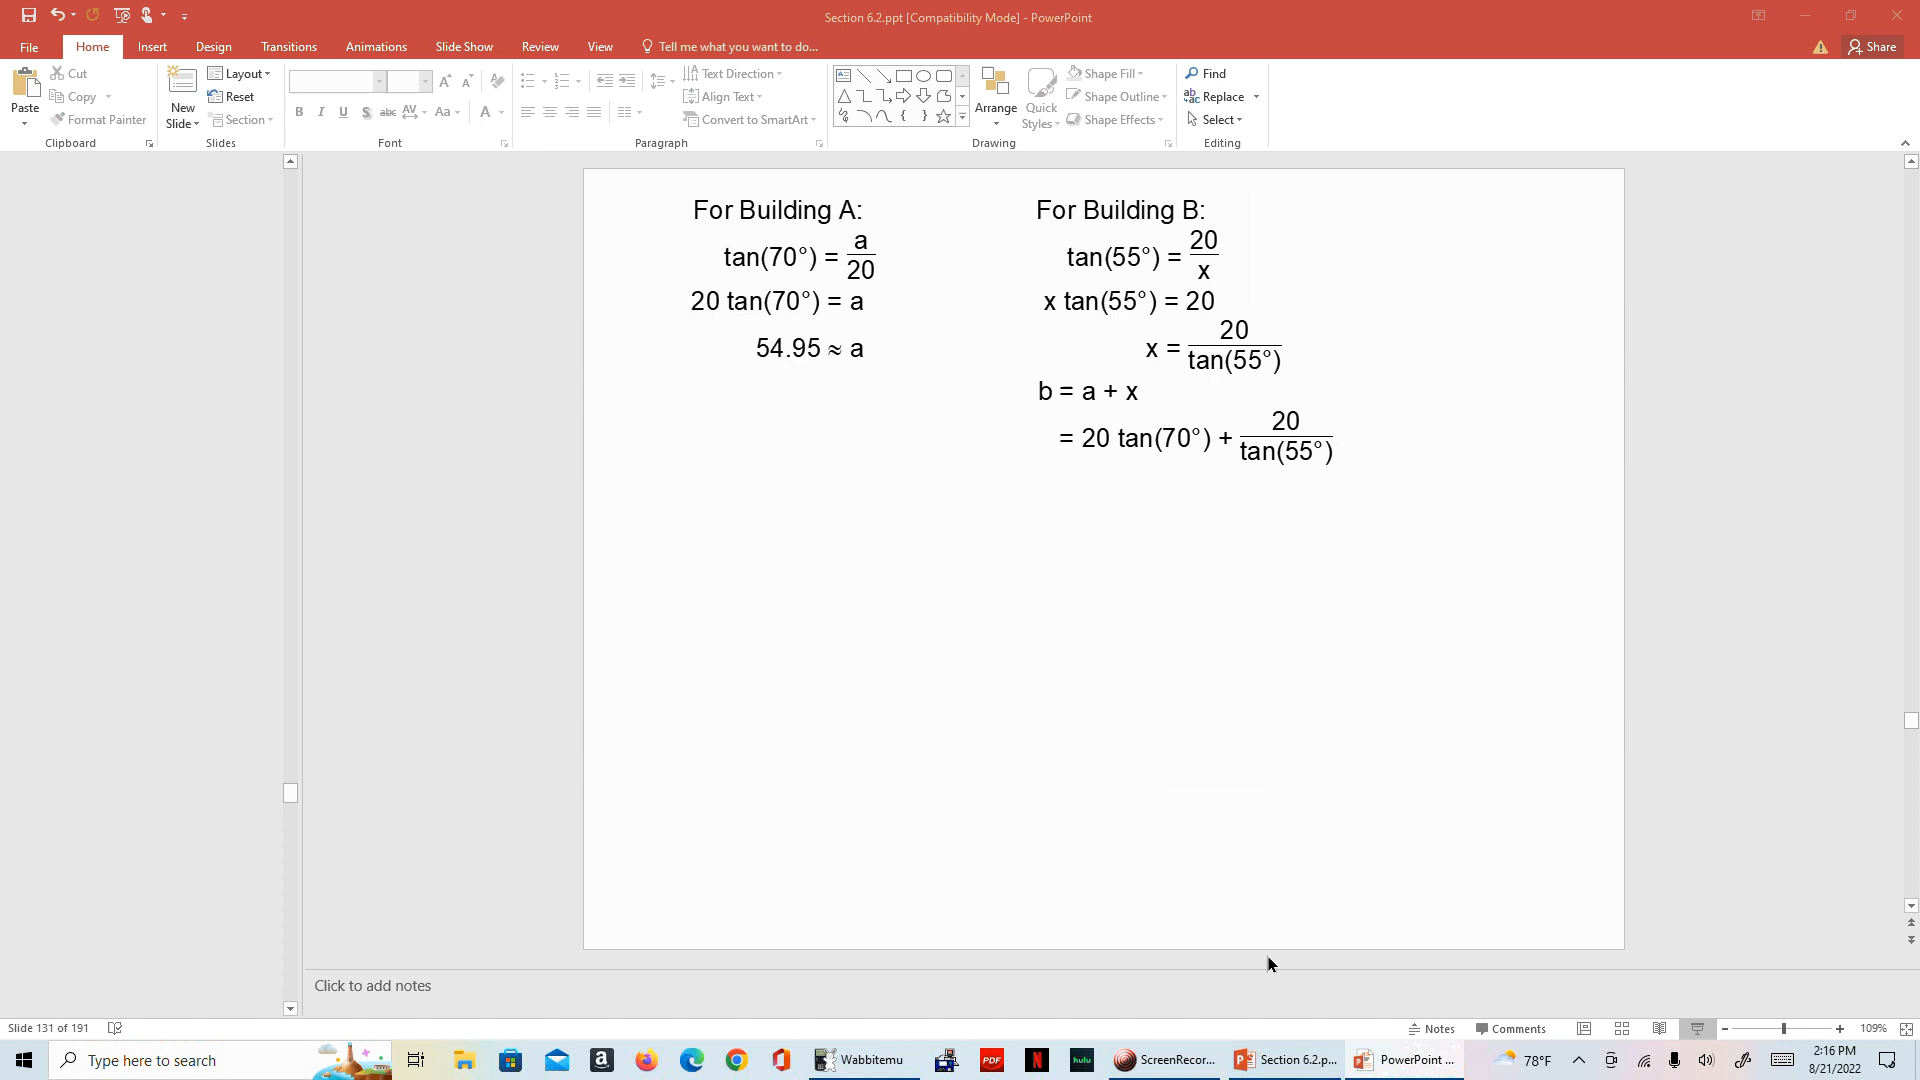 Section 6.2.ppt [Compatibility Mode] - PowerPoint
File Home Insert Design Transitions Animations Slide Show Review View Tell me what you want to do... Share
Paste
Cut
Copy
Format Painter
Clipboard
New
Slide
Layout
Reset
Section
Slides
B I U S abc AV Aa A
Font
Text Direction
Align Text
Convert to SmartArt
Paragraph
Arrange
Quick
Styles
Shape Fill
Shape Outline
Shape Effects
Drawing
Find
Replace
Select
Editing
For Building A:
tan(70°) = a/20
20 tan(70°) = a
54.95 ≈ a
For Building B:
tan(55°) = 20/x
x tan(55°) = 20
x = 20/tan(55°)
b = a + x
= 20 tan(70°) + 20/tan(55°)
Click to add notes
Slide 131 of 191
Notes Comments 109%
Type here to search
Wabbitemu
PDF
N
hulu
ScreenRecor...
Section 6.2.p...
PowerPoint ...
78°F
2:16 PM
8/21/2022